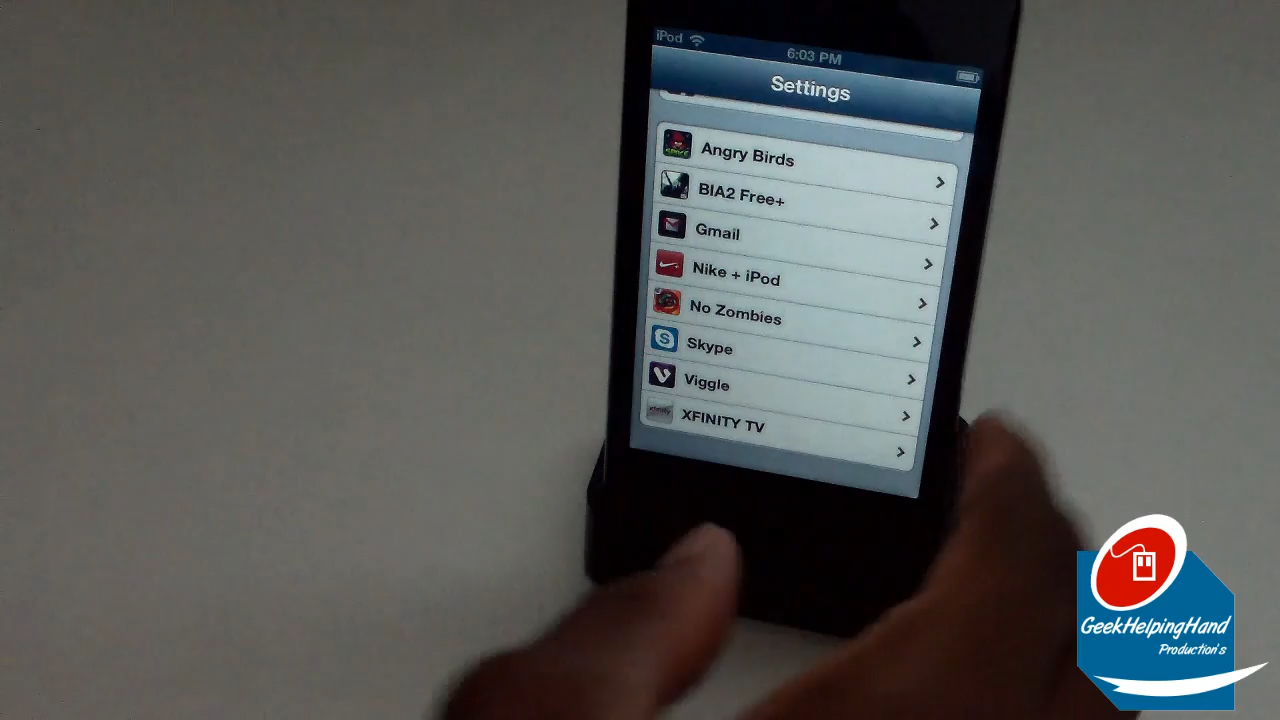 iPod
6:03 PM
Settings
Angry Birds
BIA2 Free+
Gmail
Nike + iPod
No Zombies
Skype
Viggle
XFINITY TV
GeekHelpingHand
Production's